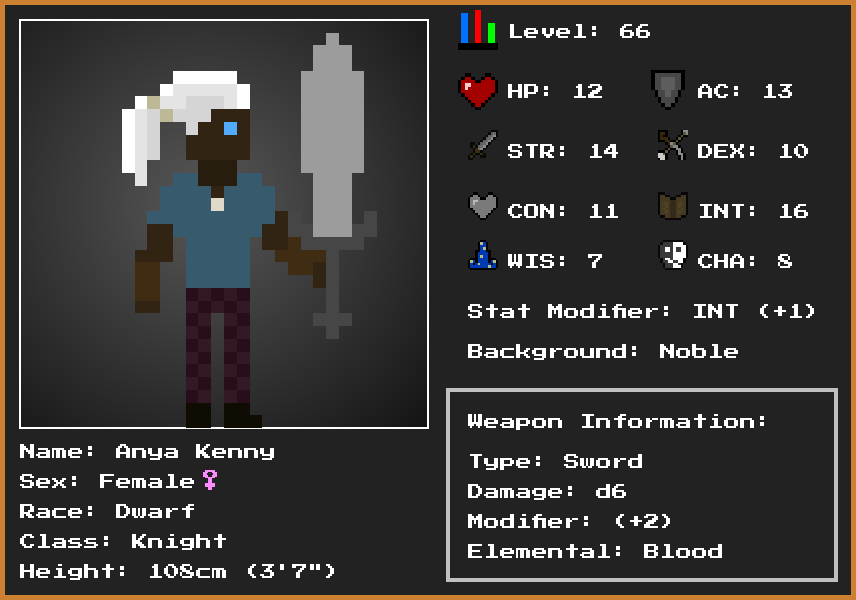 Level: 66
HP: 12 AC: 13
STR: 14 DEX: 10
CON: 11 INT: 16
WIS: 7 CHA: 8
Stat Modifier: INT (+1)
Background: Noble
Weapon Information:
Type: Sword
Damage: d6
Modifier: (+2)
Elemental: Blood
Name: Anya Kenny
Sex: Female♀
Race: Dwarf
Class: Knight
Height: 108cm (3'7")